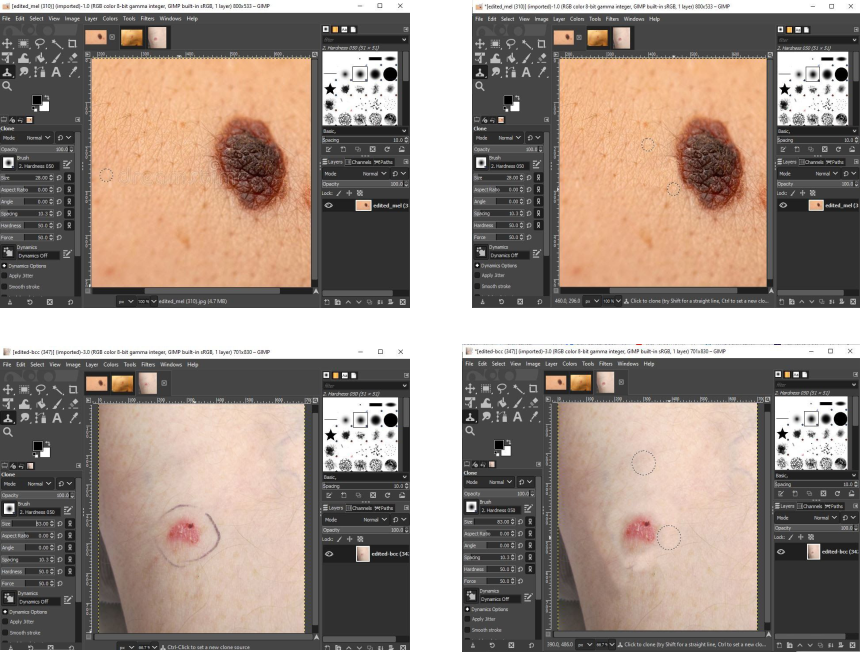 [edited_mel (310)] (imported)-1.0 (RGB color 8-bit gamma integer, GIMP built-in sRGB, 1 layer) 800x533 – GIMP
File Edit Select View Image Layer Colors Tools Filters Windows Help
Clone
Mode Normal
Opacity 100.0
Brush
2. Hardness 050
Size 28.00
Aspect Ratio 0.00
Angle 0.00
Spacing 10.3
Hardness 50.0
Force 50.0
Dynamics
Dynamics Off
Dynamics Options
Apply Jitter
Smooth stroke
px 100 % edited_mel (310).jpg (4.7 MB)
filter
2. Hardness 050 (51 × 51)
Basic,
Spacing 10.0
Layers Channels Paths
Mode Normal
Opacity 100.0
Lock:
edited_mel (3
*[edited_mel (310)] (imported)-1.0 (RGB color 8-bit gamma integer, GIMP built-in sRGB, 1 layer) 800x533 – GIMP
File Edit Select View Image Layer Colors Tools Filters Windows Help
Clone
Mode Normal
Opacity 100.0
Brush
2. Hardness 050
Size 28.00
Aspect Ratio 0.00
Angle 0.00
Spacing 10.3
Hardness 50.0
Force 50.0
Dynamics
Dynamics Off
Dynamics Options
Apply Jitter
Smooth stroke
460.0, 296.0 px 100 % Click to clone (try Shift for a straight line, Ctrl to set a new clo...
filter
2. Hardness 050 (51 × 51)
Basic,
Spacing 10.0
Layers Channels Paths
Mode Normal
Opacity 100.0
Lock:
edited_mel (3
[edited-bcc (347)] (imported)-3.0 (RGB color 8-bit gamma integer, GIMP built-in sRGB, 1 layer) 701x830 – GIMP
File Edit Select View Image Layer Colors Tools Filters Windows Help
Clone
Mode Normal
Opacity 100.0
Brush
2. Hardness 050
Size 63.00
Aspect Ratio 0.00
Angle 0.00
Spacing 10.3
Hardness 50.0
Force 50.0
Dynamics
Dynamics Off
Dynamics Options
Apply Jitter
Smooth stroke
px 66.7 % Ctrl-Click to set a new clone source
filter
2. Hardness 050 (51 × 51)
Basic,
Spacing 10.0
Layers Channels Paths
Mode Normal
Opacity 100.0
Lock:
edited-bcc (34
*[edited-bcc (347)] (imported)-3.0 (RGB color 8-bit gamma integer, GIMP built-in sRGB, 1 layer) 701x830 – GIMP
File Edit Select View Image Layer Colors Tools Filters Windows Help
Clone
Mode Normal
Opacity 100.0
Brush
2. Hardness 050
Size 63.00
Aspect Ratio 0.00
Angle 0.00
Spacing 10.3
Hardness 50.0
Force 50.0
Dynamics
Dynamics Off
Dynamics Options
Apply Jitter
Smooth stroke
px 66.7 % Click to clone (try Shift for a straight line, Ctrl to set a new clo...
filter
2. Hardness 050 (51 × 51)
Basic,
Spacing 10.0
Layers Channels Paths
Mode Normal
Opacity 100.0
Lock:
edited-bcc (34